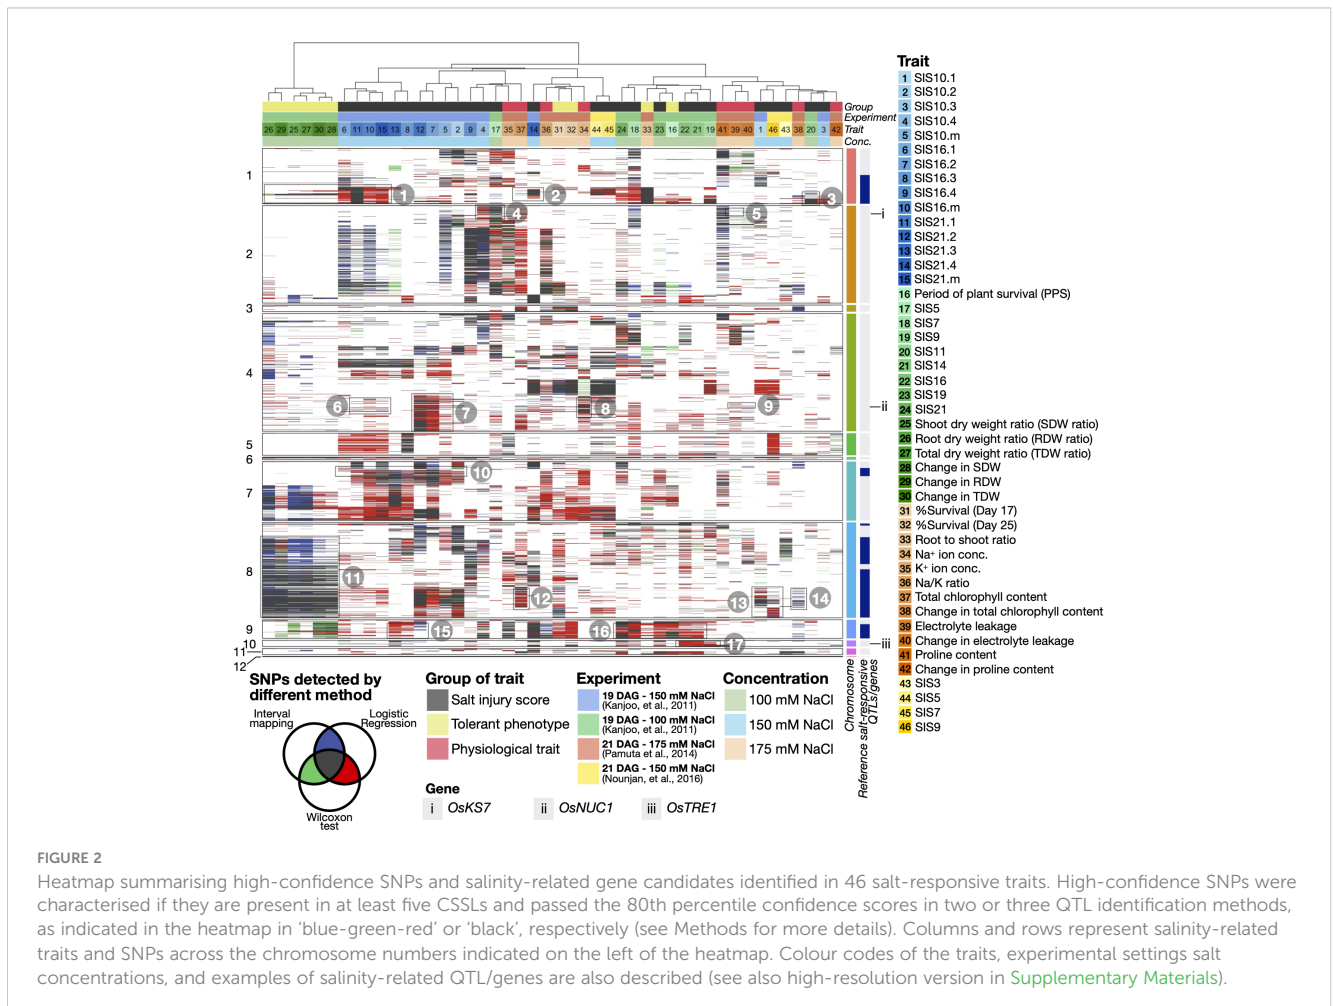 Group
Experiment
Trait
Conc.
26 29 25 27 30 28 6 11 10 15 13 8 12 7 5 2 9 4 17 35 37 14 36 31 32 34 44 45 24 18 33 23 16 22 21 19 41 39 40 1 46 43 38 20 3 42
1
2
3
4
5
6
7
8
9
10
11
12
1
2
3
4
5
6
7
8
9
10
11
12
13
14
15
16
17
i
ii
iii
Chromosome
Reference salt-responsive
QTLs/genes
Trait
1 SIS10.1
2 SIS10.2
3 SIS10.3
4 SIS10.4
5 SIS10.m
6 SIS16.1
7 SIS16.2
8 SIS16.3
9 SIS16.4
10 SIS16.m
11 SIS21.1
12 SIS21.2
13 SIS21.3
14 SIS21.4
15 SIS21.m
16 Period of plant survival (PPS)
17 SIS5
18 SIS7
19 SIS9
20 SIS11
21 SIS14
22 SIS16
23 SIS19
24 SIS21
25 Shoot dry weight ratio (SDW ratio)
26 Root dry weight ratio (RDW ratio)
27 Total dry weight ratio (TDW ratio)
28 Change in SDW
29 Change in RDW
30 Change in TDW
31 %Survival (Day 17)
32 %Survival (Day 25)
33 Root to shoot ratio
34 Na⁺ ion conc.
35 K⁺ ion conc.
36 Na/K ratio
37 Total chlorophyll content
38 Change in total chlorophyll content
39 Electrolyte leakage
40 Change in electrolyte leakage
41 Proline content
42 Change in proline content
43 SIS3
44 SIS5
45 SIS7
46 SIS9
SNPs detected by
different method
Interval
mapping
Logistic
Regression
Wilcoxon
test
Group of trait
Salt injury score
Tolerant phenotype
Physiological trait
Experiment
19 DAG - 150 mM NaCl
(Kanjoo, et al., 2011)
19 DAG - 100 mM NaCl
(Kanjoo, et al., 2011)
21 DAG - 175 mM NaCl
(Pamuta et al., 2014)
21 DAG - 150 mM NaCl
(Nounjan, et al., 2016)
Concentration
100 mM NaCl
150 mM NaCl
175 mM NaCl
Gene
i OsKS7 ii OsNUC1 iii OsTRE1
FIGURE 2
Heatmap summarising high-confidence SNPs and salinity-related gene candidates identified in 46 salt-responsive traits. High-confidence SNPs were
characterised if they are present in at least five CSSLs and passed the 80th percentile confidence scores in two or three QTL identification methods,
as indicated in the heatmap in 'blue-green-red' or 'black', respectively (see Methods for more details). Columns and rows represent salinity-related
traits and SNPs across the chromosome numbers indicated on the left of the heatmap. Colour codes of the traits, experimental settings salt
concentrations, and examples of salinity-related QTL/genes are also described (see also high-resolution version in Supplementary Materials).